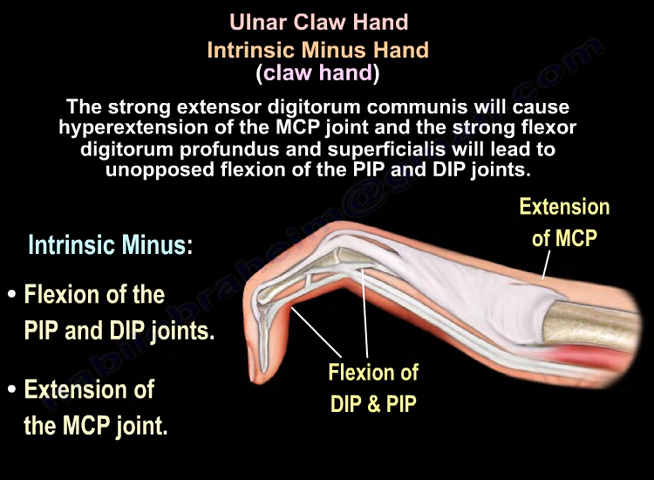 Ulnar Claw Hand
Intrinsic Minus Hand
(claw hand)
The strong extensor digitorum communis will cause
hyperextension of the MCP joint and the strong flexor
digitorum profundus and superficialis will lead to
unopposed flexion of the PIP and DIP joints.
Extension
of MCP
Intrinsic Minus:
• Flexion of the
PIP and DIP joints.
• Extension of
the MCP joint.
Flexion of
DIP & PIP